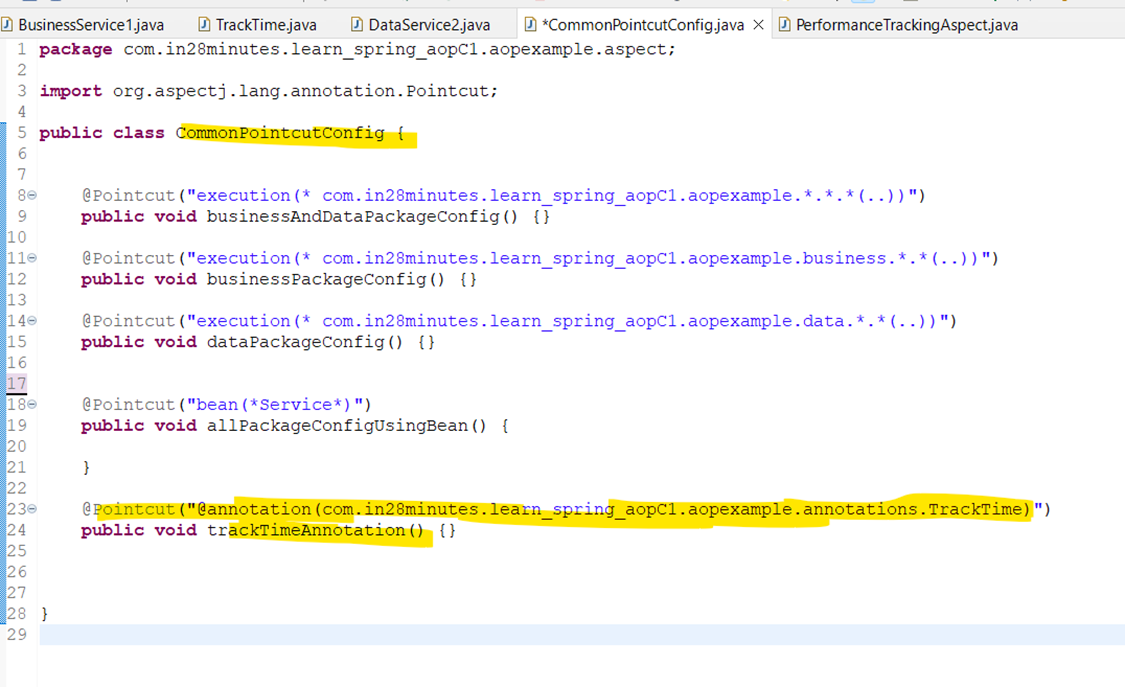 BusinessService1.java TrackTime.java DataService2.java *CommonPointcutConfig.java PerformanceTrackingAspect.java
1 package com.in28minutes.learn_spring_aopC1.aopexample.aspect;
2
3 import org.aspectj.lang.annotation.Pointcut;
4
5 public class CommonPointcutConfig {
6
7
8 @Pointcut("execution(* com.in28minutes.learn_spring_aopC1.aopexample.*.*.*(..))")
9 public void businessAndDataPackageConfig() {}
10
11 @Pointcut("execution(* com.in28minutes.learn_spring_aopC1.aopexample.business.*.*(..))")
12 public void businessPackageConfig() {}
13
14 @Pointcut("execution(* com.in28minutes.learn_spring_aopC1.aopexample.data.*.*(..))")
15 public void dataPackageConfig() {}
16
17
18 @Pointcut("bean(*Service*)")
19 public void allPackageConfigUsingBean() {
20
21 }
22
23 @Pointcut("@annotation(com.in28minutes.learn_spring_aopC1.aopexample.annotations.TrackTime)")
24 public void trackTimeAnnotation() {}
25
26
27
28 }
29